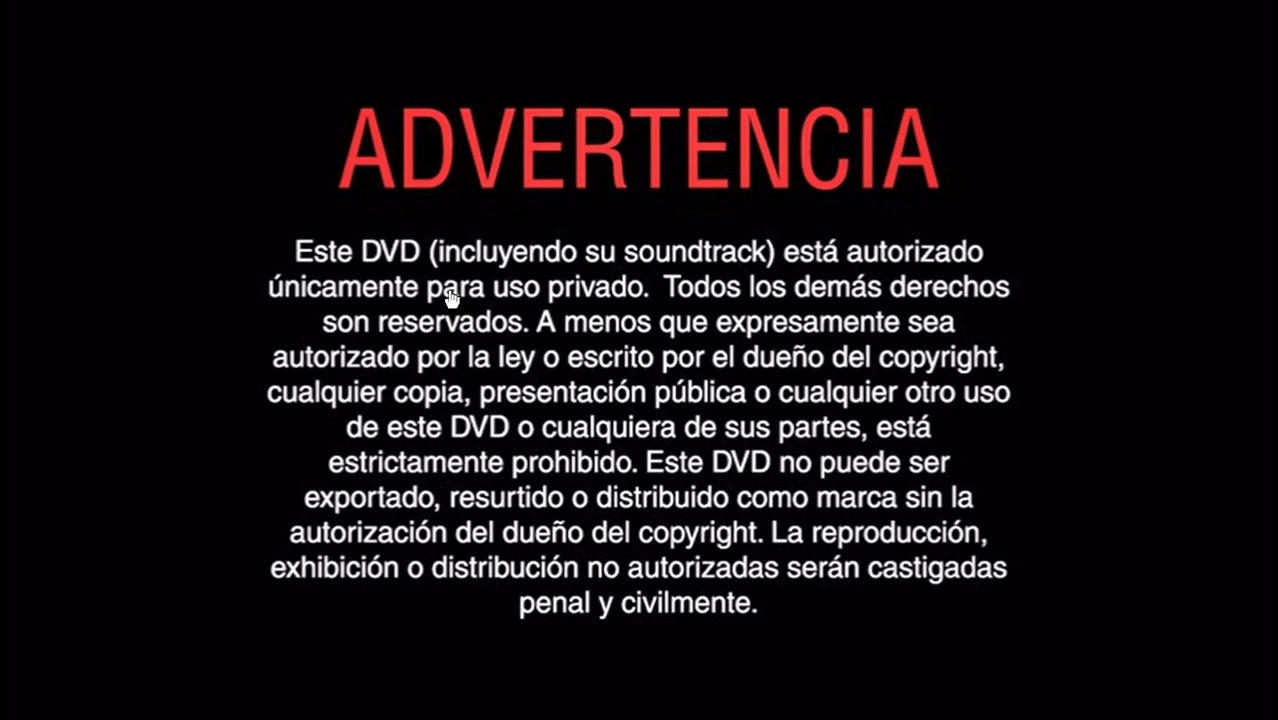 ADVERTENCIA
Este DVD (incluyendo su soundtrack) está autorizado
únicamente para uso privado.  Todos los demás derechos
son reservados. A menos que expresamente sea
autorizado por la ley o escrito por el dueño del copyright,
cualquier copia, presentación pública o cualquier otro uso
de este DVD o cualquiera de sus partes, está
estrictamente prohibido. Este DVD no puede ser
exportado, resurtido o distribuido como marca sin la
autorización del dueño del copyright. La reproducción,
exhibición o distribución no autorizadas serán castigadas
penal y civilmente.